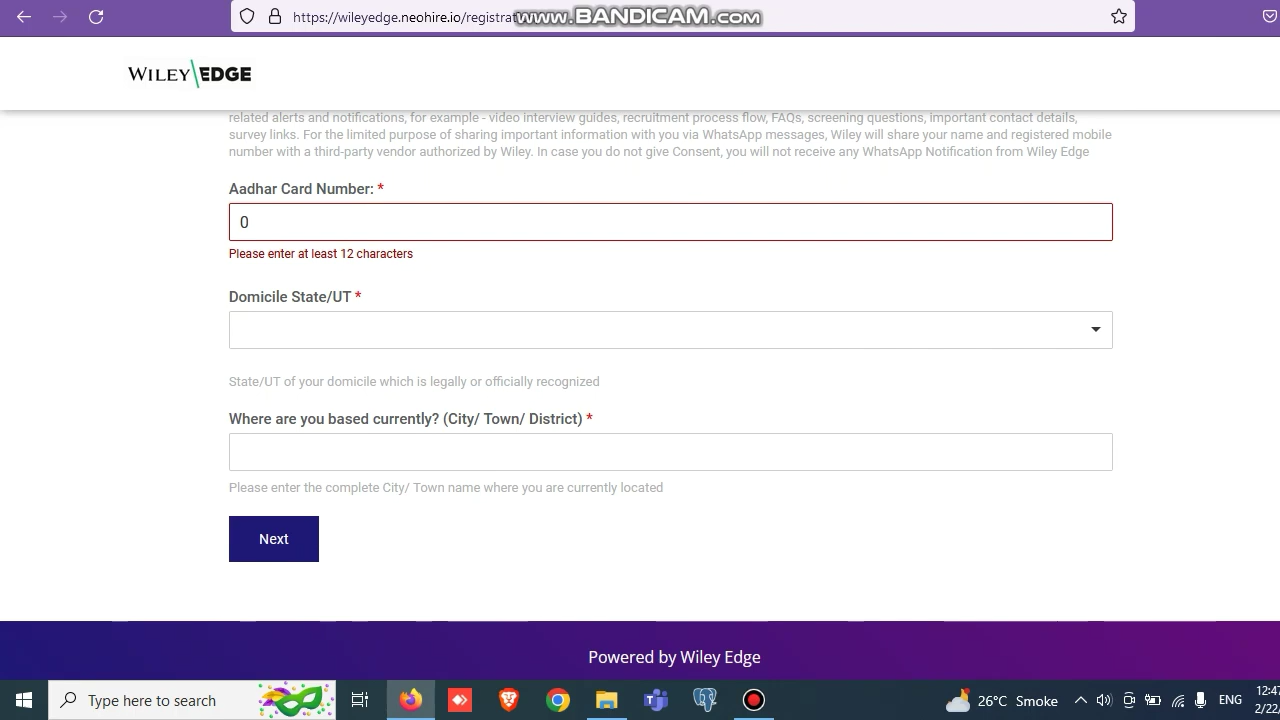 https://wileyedge.neohire.io/registrat
www.BANDICAM.com
WILEY EDGE
related alerts and notifications, for example - video interview guides, recruitment process flow, FAQs, screening questions, important contact details,
survey links. For the limited purpose of sharing important information with you via WhatsApp messages, Wiley will share your name and registered mobile
number with a third-party vendor authorized by Wiley. In case you do not give Consent, you will not receive any WhatsApp Notification from Wiley Edge
Aadhar Card Number: *
0
Please enter at least 12 characters
Domicile State/UT *
State/UT of your domicile which is legally or officially recognized
Where are you based currently? (City/ Town/ District) *
Please enter the complete City/ Town name where you are currently located
Next
Powered by Wiley Edge
Type here to search
26°C Smoke
ENG
12:47
2/22/